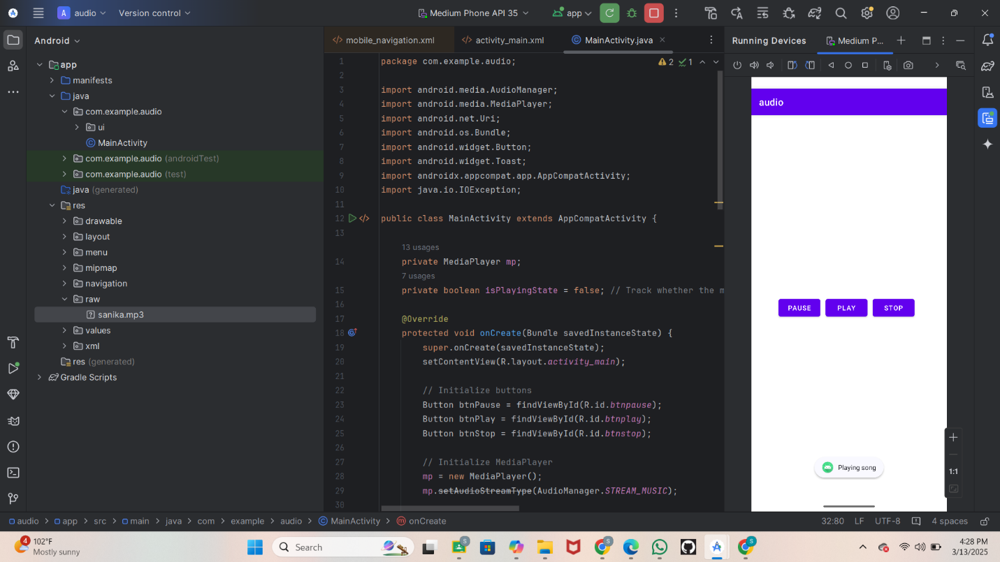 A audio Version control Medium Phone API 35 app
Android
app
manifests
java
com.example.audio
ui
MainActivity
com.example.audio (androidTest)
com.example.audio (test)
java (generated)
res
drawable
layout
menu
mipmap
navigation
raw
sanika.mp3
values
xml
res (generated)
Gradle Scripts
mobile_navigation.xml activity_main.xml MainActivity.java
2 1
1 package com.example.audio;
2
3 import android.media.AudioManager;
4 import android.media.MediaPlayer;
5 import android.net.Uri;
6 import android.os.Bundle;
7 import android.widget.Button;
8 import android.widget.Toast;
9 import androidx.appcompat.app.AppCompatActivity;
10 import java.io.IOException;
11
12 public class MainActivity extends AppCompatActivity {
13
13 usages
14 private MediaPlayer mp;
7 usages
15 private boolean isPlayingState = false; // Track whether the m
16
17 @Override
18 protected void onCreate(Bundle savedInstanceState) {
19 super.onCreate(savedInstanceState);
20 setContentView(R.layout.activity_main);
21
22 // Initialize buttons
23 Button btnPause = findViewById(R.id.btnpause);
24 Button btnPlay = findViewById(R.id.btnplay);
25 Button btnStop = findViewById(R.id.btnstop);
26
27 // Initialize MediaPlayer
28 mp = new MediaPlayer();
29 mp.setAudioStreamType(AudioManager.STREAM_MUSIC);
30
Running Devices Medium P...
audio
PAUSE PLAY STOP
Playing song
1:1
audio > app > src > main > java > com > example > audio > MainActivity > onCreate
32:80 LF UTF-8 4 spaces
4
102°F
Mostly sunny
Search
S
S
S
4:28 PM
3/13/2025